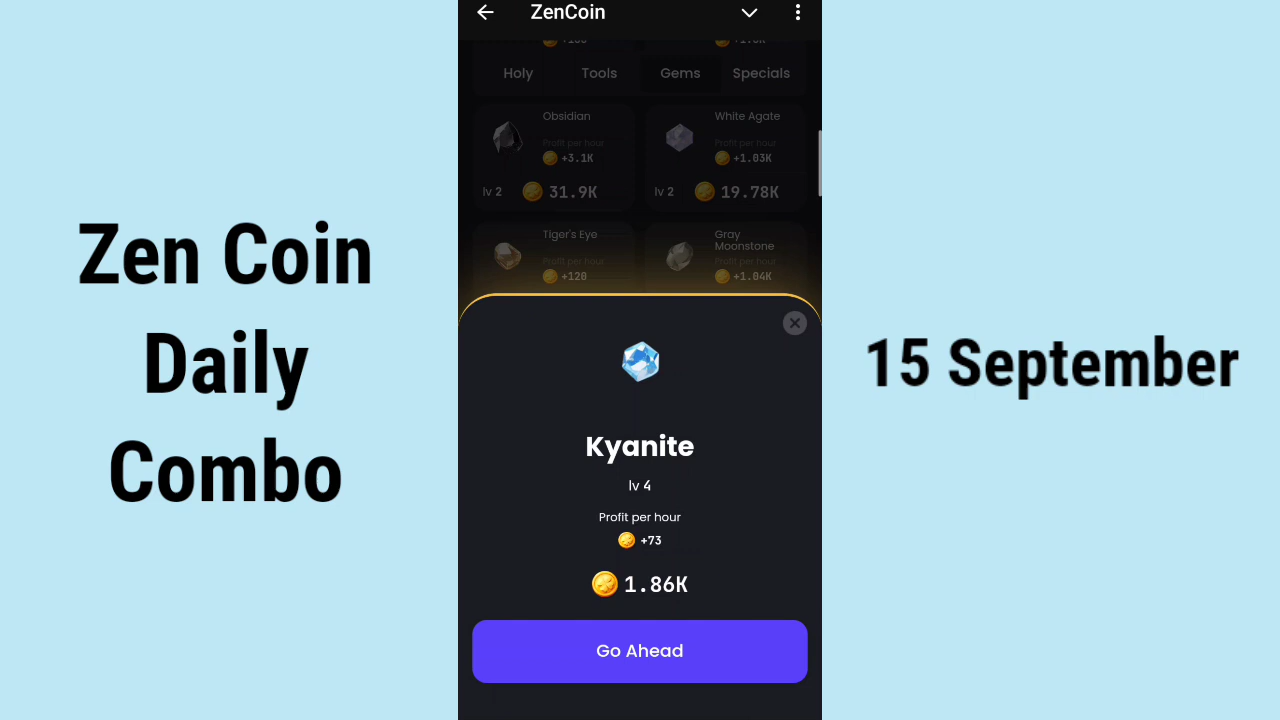 Zen Coin
Daily
Combo
ZenCoin
Holy
Tools
Gems
Specials
Obsidian
Profit per hour
+3.1K
lv 2
31.9K
White Agate
Profit per hour
+1.03K
lv 2
19.78K
Tiger's Eye
Profit per hour
+120
Gray
Moonstone
Profit per hour
+1.04K
Kyanite
lv 4
Profit per hour
+73
1.86K
Go Ahead
15 September